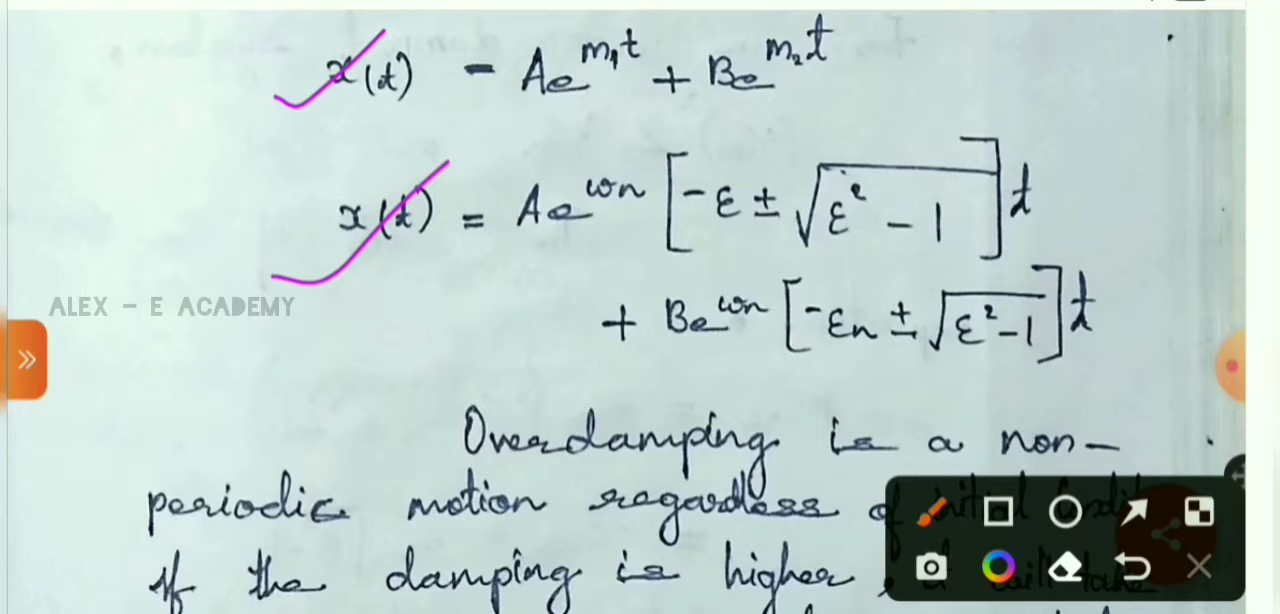 x(t) = Ae^{m₁t} + Be^{m₂t}
x(t) = Ae^{ωn} [-ε ± √(ε² - 1)]t
ALEX - E ACADEMY
+ Be^{ωn} [-εn ± √(ε² - 1)]t
Overdamping is a non-
periodic motion regardless of initial
If the damping is higher,